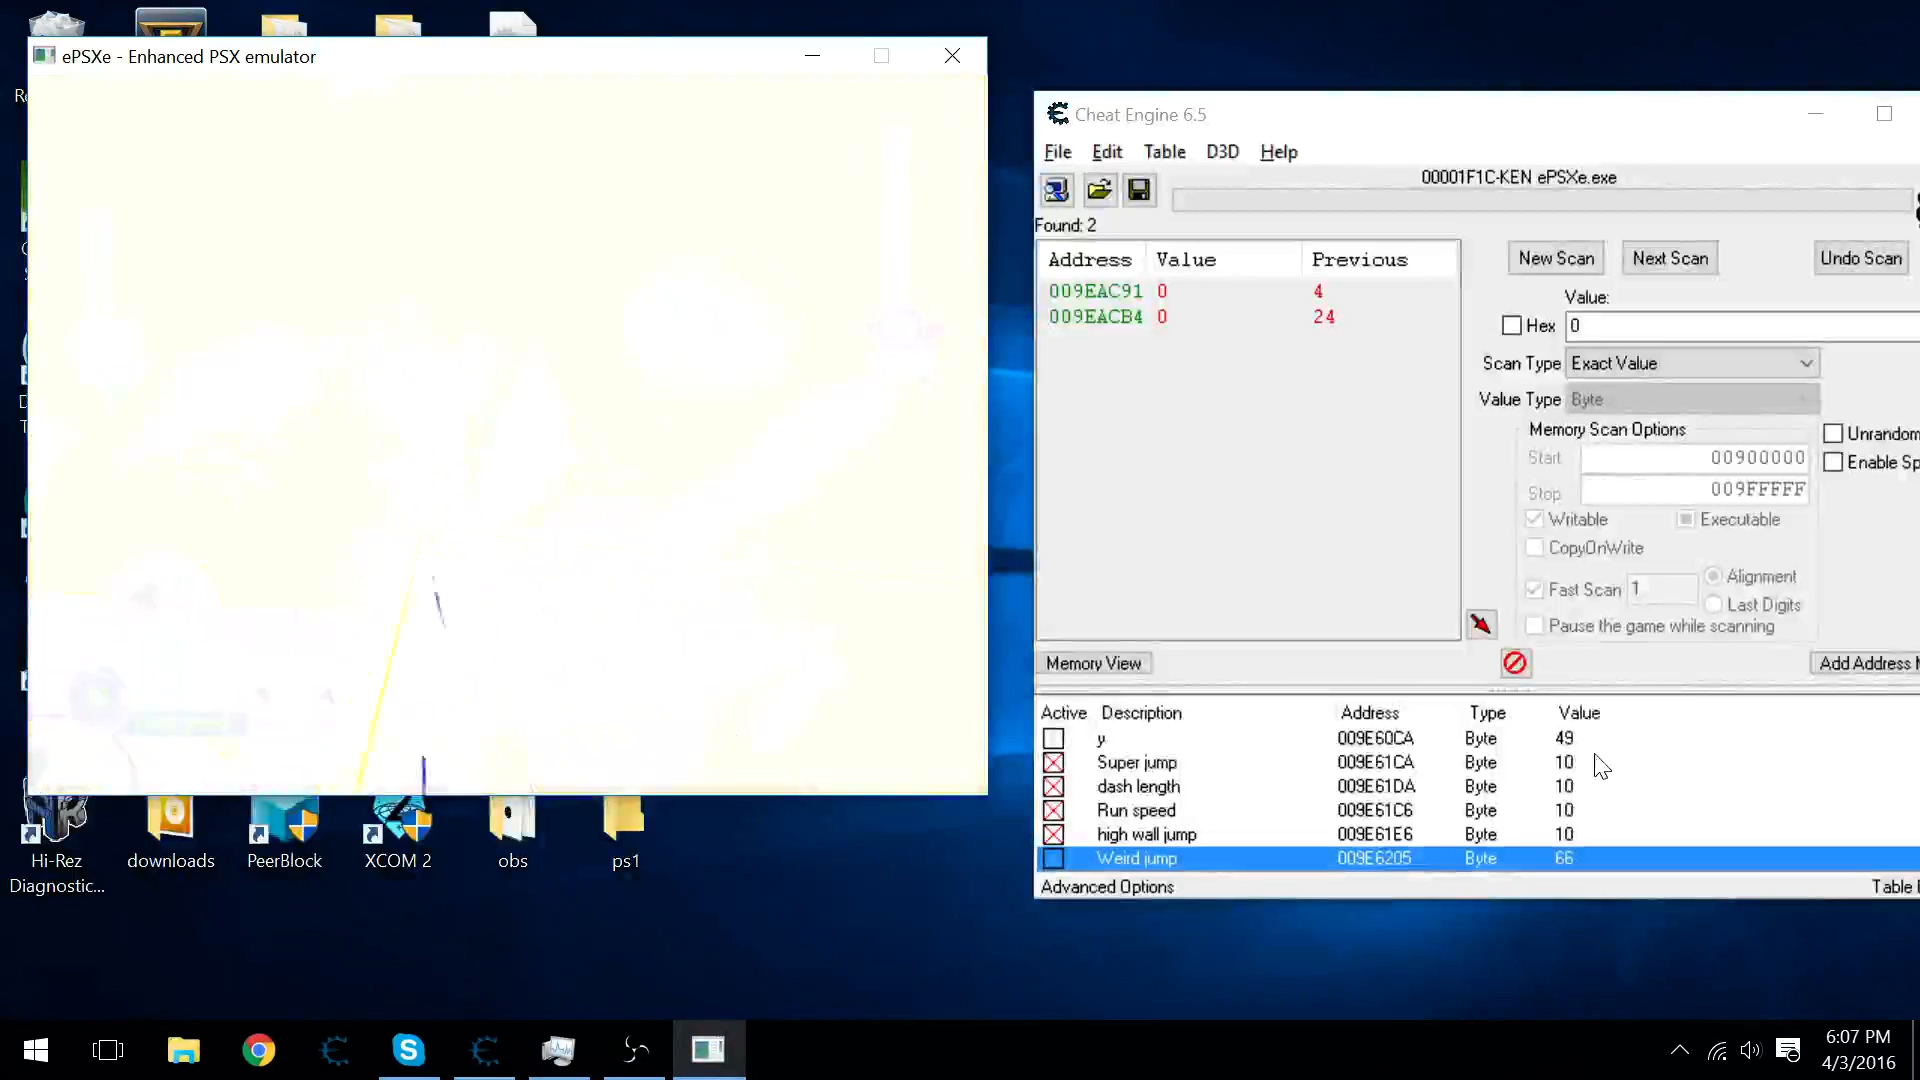 ePSXe - Enhanced PSX emulator
Cheat Engine 6.5
File Edit Table D3D Help
00001F1C-KEN ePSXe.exe
Found: 2
Address Value Previous
009EAC91 0 4
009EACB4 0 24
New Scan Next Scan Undo Scan
Value:
Hex 0
Scan Type Exact Value
Value Type Byte
Memory Scan Options
Unrandom
Start 00900000
Enable Sp
Stop 009FFFFF
Writable Executable
CopyOnWrite
Fast Scan 1 Alignment
Last Digits
Pause the game while scanning
Memory View
Add Address M
Active Description Address Type Value
y 009E60CA Byte 49
Super jump 009E61CA Byte 10
dash length 009E61DA Byte 10
Run speed 009E61C6 Byte 10
high wall jump 009E61E6 Byte 10
Weird jump 009E6205 Byte 66
Advanced Options
Table E
Hi-Rez
Diagnostic...
downloads
PeerBlock
XCOM 2
obs
ps1
6:07 PM
4/3/2016